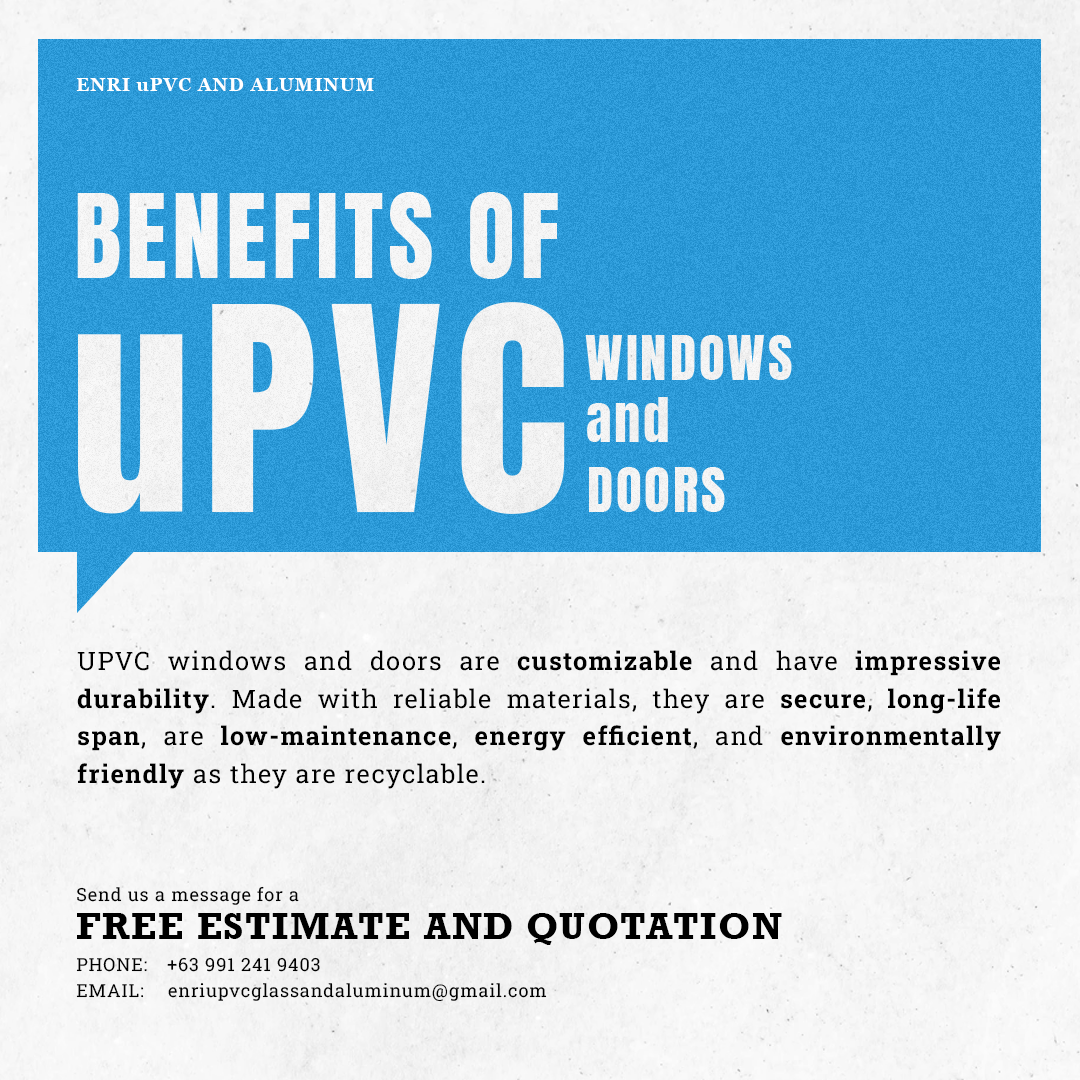 ENRI uPVC AND ALUMINUM
BENEFITS OF
uPVC
WINDOWS
and
DOORS
UPVC windows and doors are customizable and have impressive
durability. Made with reliable materials, they are secure, long-life
span, are low-maintenance, energy efficient, and environmentally
friendly as they are recyclable.
Send us a message for a
FREE ESTIMATE AND QUOTATION
PHONE: +63 991 241 9403
EMAIL: enriupvcglassandaluminum@gmail.com